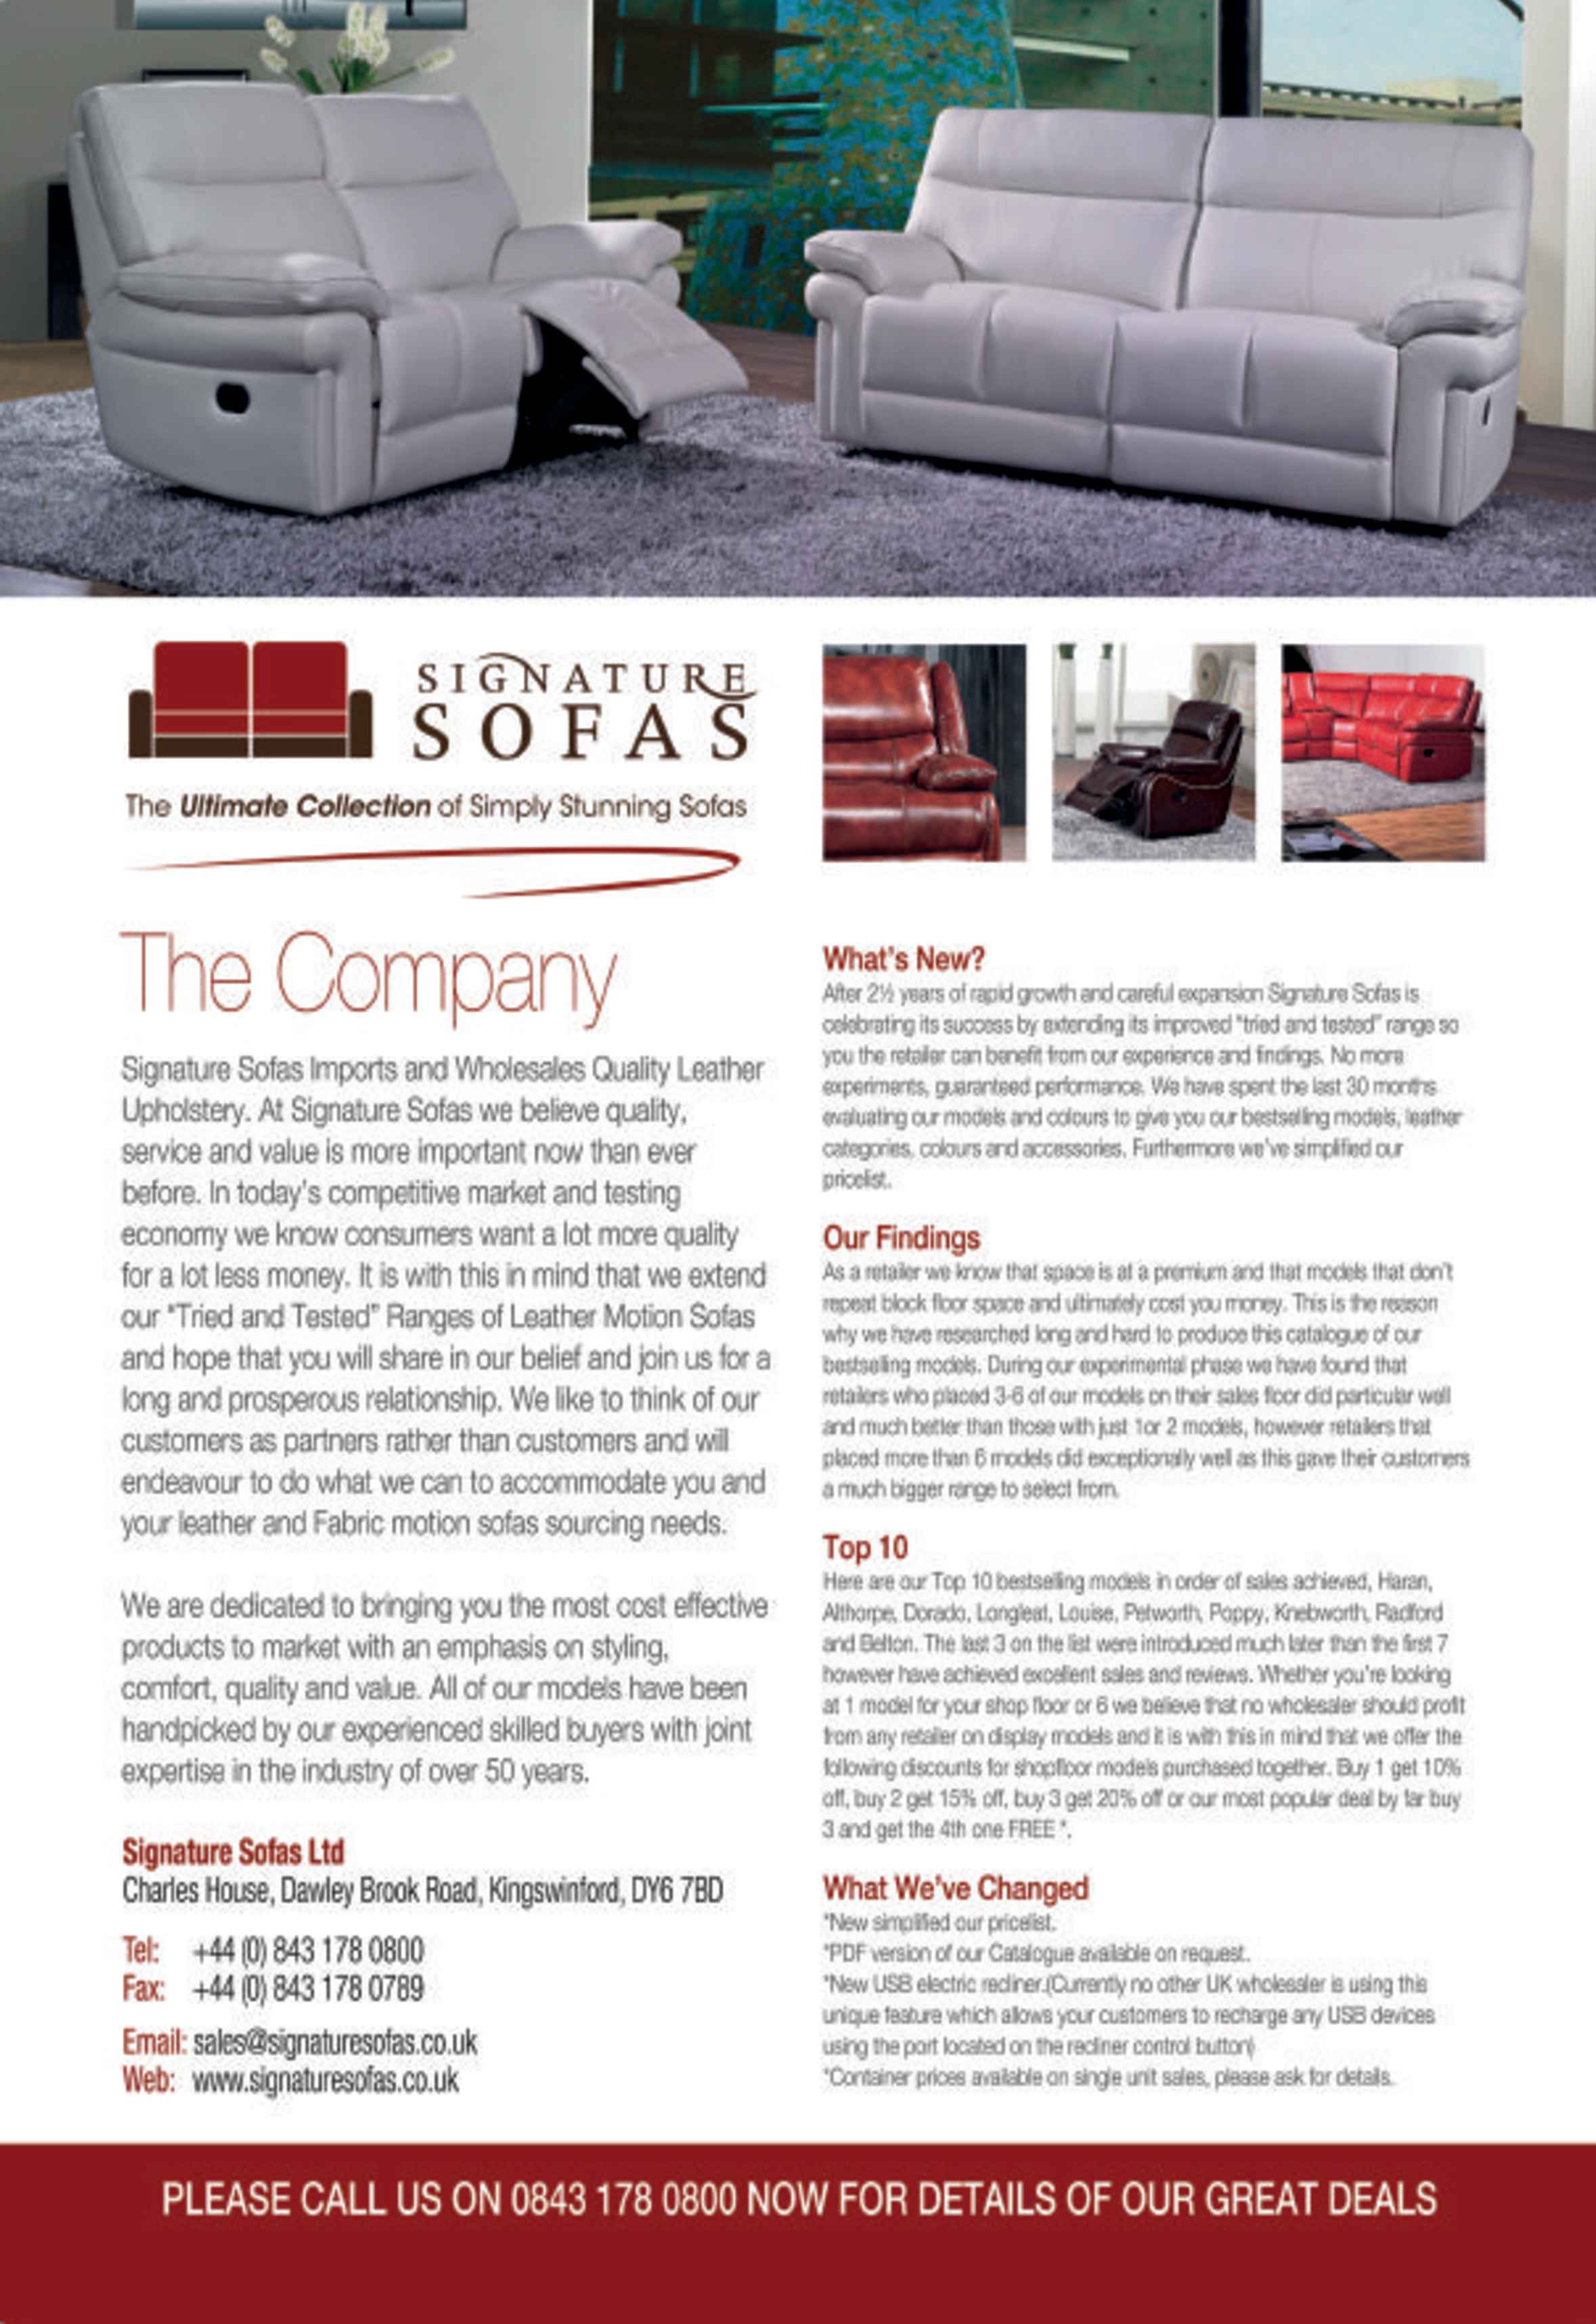 SIGNATURE
SOFAS
The Ultimate Collection of Simply Stunning Sofas
The Company
Signature Sofas Imports and Wholesales Quality Leather
Upholstery. At Signature Sofas we believe quality,
service and value is more important now than ever
before. In today's competitive market and testing
economy we know consumers want a lot more quality
for a lot less money. It is with this in mind that we extend
our "Tried and Tested" Ranges of Leather Motion Sofas
and hope that you will share in our belief and join us for a
long and prosperous relationship. We like to think of our
customers as partners rather than customers and will
endeavour to do what we can to accommodate you and
your leather and Fabric motion sofas sourcing needs.
We are dedicated to bringing you the most cost effective
products to market with an emphasis on styling,
comfort, quality and value. All of our models have been
handpicked by our experienced skilled buyers with joint
expertise in the industry of over 50 years.
Signature Sofas Ltd
Charles House, Dawley Brook Road, Kingswinford, DY6 7BD
Tel: +44 (0) 843 178 0800
Fax: +44 (0) 843 178 0789
Email: sales@signaturesofas.co.uk
Web: www.signaturesofas.co.uk
What's New?
After 2½ years of rapid growth and careful expansion Signature Sofas is
celebrating its success by extending its improved "tried and tested" range so
you the retailer can benefit from our experience and findings. No more
experiments, guaranteed performance. We have spent the last 30 months
evaluating our models and colours to give you our bestselling models, leather
categories, colours and accessories. Furthermore we've simplified our
pricelist.
Our Findings
As a retailer we know that space is at a premium and that models that don't
repeat block floor space and ultimately cost you money. This is the reason
why we have researched long and hard to produce this catalogue of our
bestselling models. During our experimental phase we have found that
retailers who placed 3-6 of our models on their sales floor did particular well
and much better than those with just 1or 2 models, however retailers that
placed more than 6 models did exceptionally well as this gave their customers
a much bigger range to select from.
Top 10
Here are our Top 10 bestselling models in order of sales achieved, Haran,
Althorpe, Dorado, Longleat, Louise, Petworth, Poppy, Knebworth, Radford
and Belton. The last 3 on the list were introduced much later than the first 7
however have achieved excellent sales and reviews. Whether you're looking
at 1 model for your shop floor or 6 we believe that no wholesaler should profit
from any retailer on display models and it is with this in mind that we offer the
following discounts for shopfloor models purchased together. Buy 1 get 10%
off, buy 2 get 15% off, buy 3 get 20% off or our most popular deal by far buy
3 and get the 4th one FREE *.
What We've Changed
*New simplified our pricelist.
*PDF version of our Catalogue available on request.
*New USB electric recliner.(Currently no other UK wholesaler is using this
unique feature which allows your customers to recharge any USB devices
using the port located on the recliner control button)
*Container prices available on single unit sales, please ask for details.
PLEASE CALL US ON 0843 178 0800 NOW FOR DETAILS OF OUR GREAT DEALS